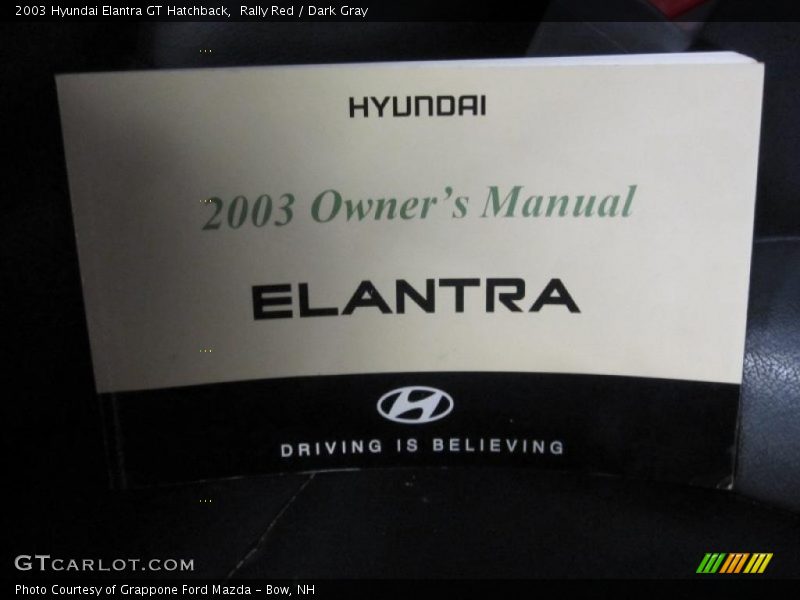 2003 Hyundai Elantra GT Hatchback,  Rally Red / Dark Gray
HYUNDAI
2003 Owner's Manual
ELANTRA
DRIVING IS BELIEVING
GTCARLOT.COM
Photo Courtesy of Grappone Ford Mazda - Bow, NH